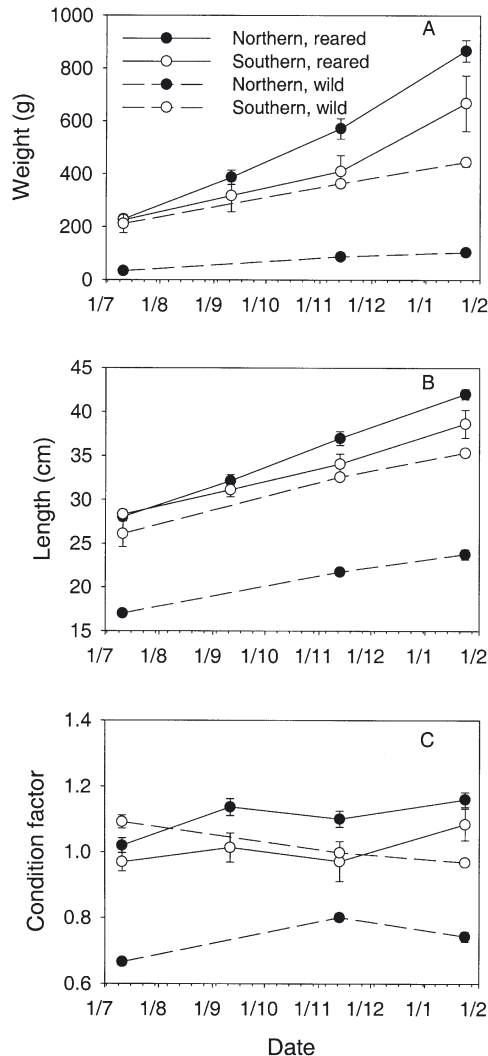 A
Northern, reared
Southern, reared
Northern, wild
Southern, wild
Weight (g)
1000
800
600
400
200
0
1/7 1/8 1/9 1/10 1/11 1/12 1/1 1/2
B
Length (cm)
45
40
35
30
25
20
15
1/7 1/8 1/9 1/10 1/11 1/12 1/1 1/2
C
Condition factor
1.4
1.2
1.0
0.8
0.6
1/7 1/8 1/9 1/10 1/11 1/12 1/1 1/2
Date